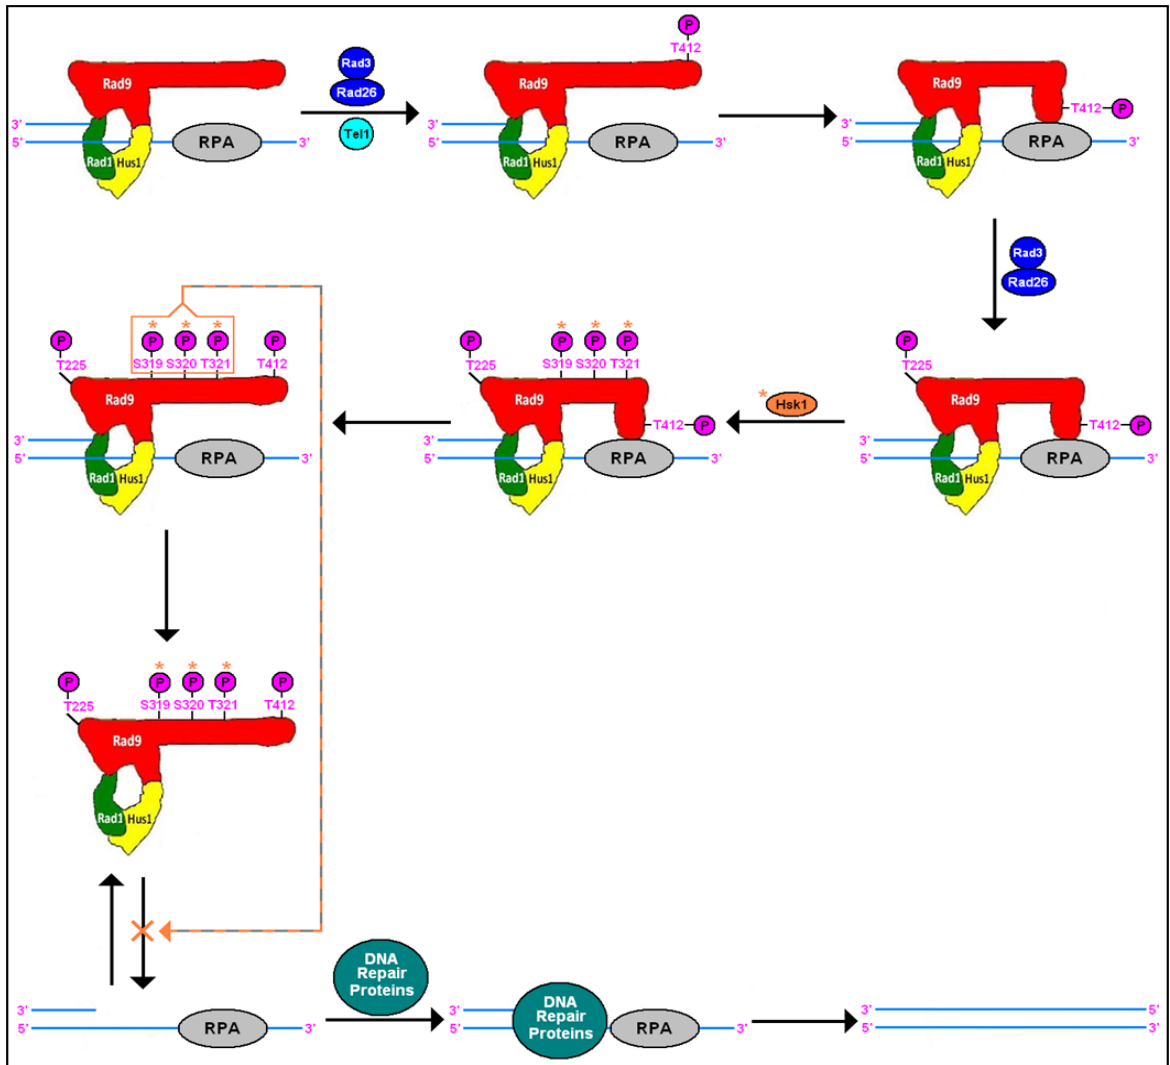 Rad9
3'
5'
Rad1
Hus1
RPA
3'
Rad3
Rad26
Tel1
P
T412
Rad9
3'
5'
Rad1
Hus1
RPA
3'
Rad9
T412
P
3'
5'
Rad1
Hus1
RPA
3'
Rad3
Rad26
P
T225
* * *
P P P
S319 S320 T321
P
T412
Rad9
3'
5'
Rad1
Hus1
RPA
3'
P
T225
* * *
P P P
S319 S320 T321
Rad9
T412
P
3'
5'
Rad1
Hus1
RPA
3'
* Hsk1
P
T225
Rad9
T412
P
3'
5'
Rad1
Hus1
RPA
3'
P
T225
* * *
P P P
S319 S320 T321
P
T412
Rad9
Rad1
Hus1
3'
5'
RPA
3'
DNA
Repair
Proteins
3'
5'
DNA
Repair
Proteins
RPA
3'
3'
5'
5'
3'